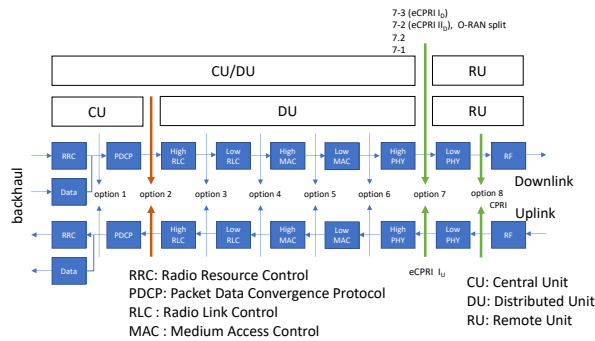 7-3 (eCPRI I_D)
7-2 (eCPRI II_D), O-RAN split
7.2
7-1
CU/DU
RU
CU
DU
RU
backhaul
RRC
PDCP
High RLC
Low RLC
High MAC
Low MAC
High PHY
Low PHY
RF
Data
Downlink
option 1
option 2
option 3
option 4
option 5
option 6
option 7
option 8
CPRI
Uplink
RRC
PDCP
High RLC
Low RLC
High MAC
Low MAC
High PHY
Low PHY
RF
Data
eCPRI I_U
RRC: Radio Resource Control
PDCP: Packet Data Convergence Protocol
RLC : Radio Link Control
MAC : Medium Access Control
CU: Central Unit
DU: Distributed Unit
RU: Remote Unit